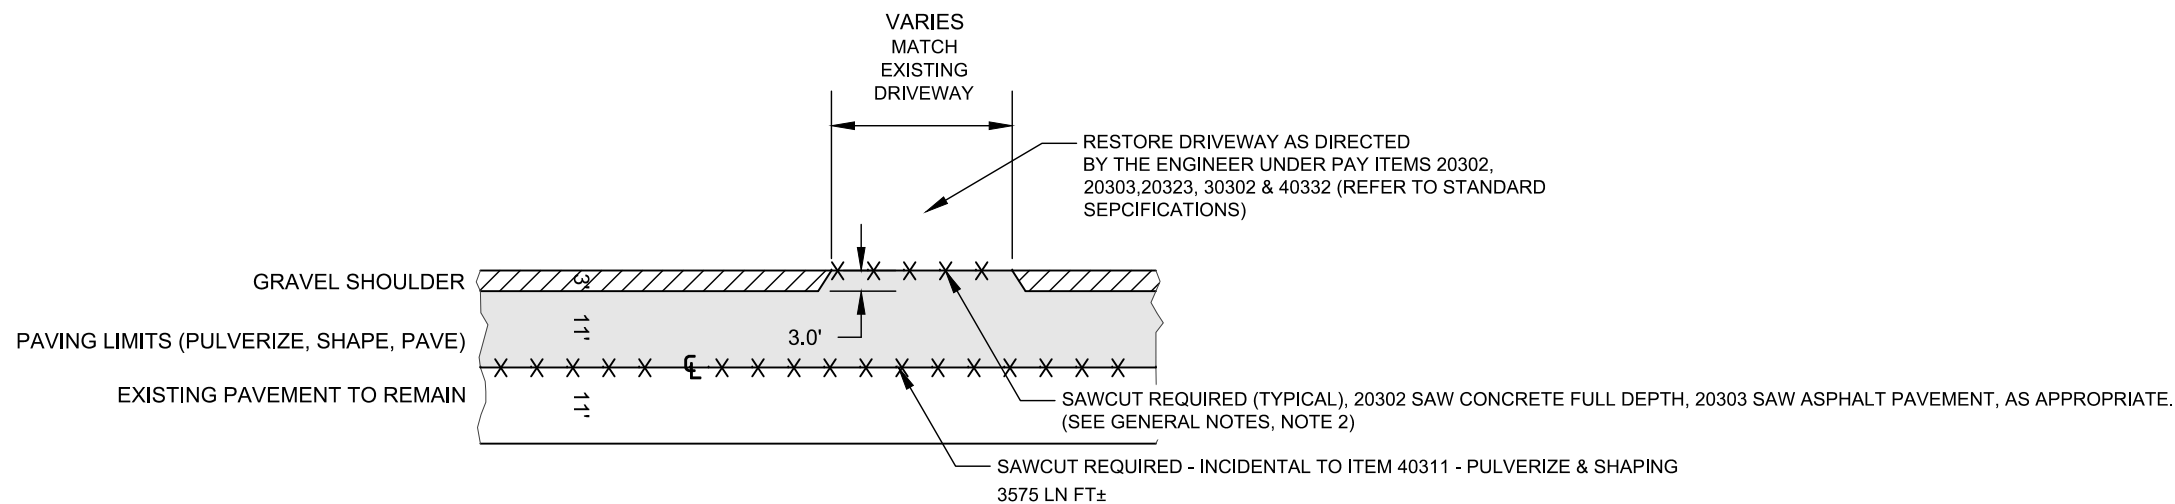 VARIES
MATCH
EXISTING
DRIVEWAY
RESTORE DRIVEWAY AS DIRECTED
BY THE ENGINEER UNDER PAY ITEMS 20302,
20303,20323, 30302 & 40332 (REFER TO STANDARD
SEPCIFICATIONS)
GRAVEL SHOULDER
3'
PAVING LIMITS (PULVERIZE, SHAPE, PAVE)
11'
3.0'
℄
EXISTING PAVEMENT TO REMAIN
11'
SAWCUT REQUIRED (TYPICAL), 20302 SAW CONCRETE FULL DEPTH, 20303 SAW ASPHALT PAVEMENT, AS APPROPRIATE.
(SEE GENERAL NOTES, NOTE 2)
SAWCUT REQUIRED - INCIDENTAL TO ITEM 40311 - PULVERIZE & SHAPING
3575 LN FT±